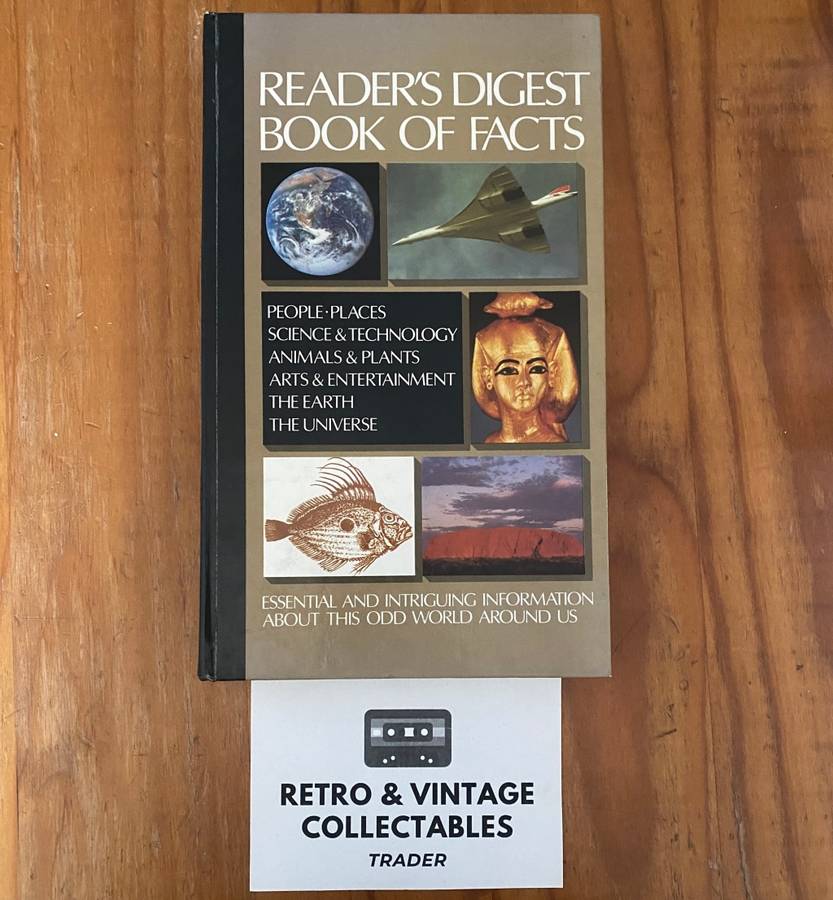 READER'S DIGEST
BOOK OF FACTS
PEOPLE·PLACES
SCIENCE & TECHNOLOGY
ANIMALS & PLANTS
ARTS & ENTERTAINMENT
THE EARTH
THE UNIVERSE
ESSENTIAL AND INTRIGUING INFORMATION
ABOUT THIS ODD WORLD AROUND US
RETRO & VINTAGE
COLLECTABLES
TRADER